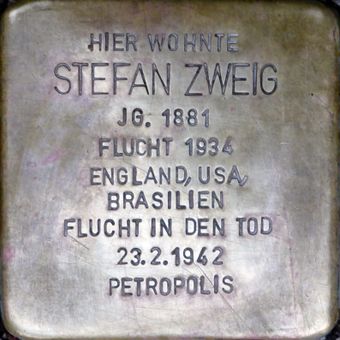 HIER WOHNTE
STEFAN ZWEIG
JG. 1881
FLUCHT 1934
ENGLAND, USA,
BRASILIEN
FLUCHT IN DEN TOD
23.2.1942
PETROPOLIS